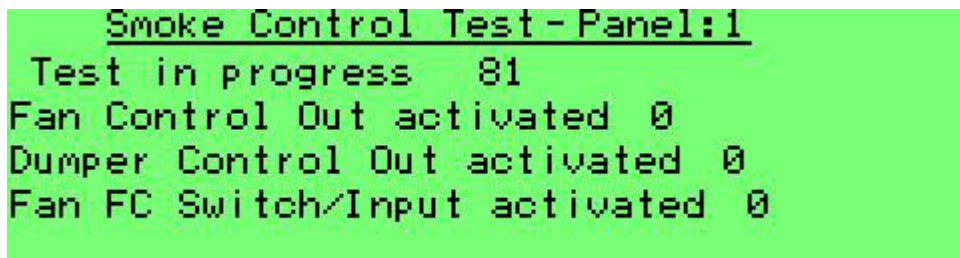 Smoke Control Test-Panel:1
Test in progress 81
Fan Control Out activated 0
Dumper Control Out activated 0
Fan FC Switch/Input activated 0